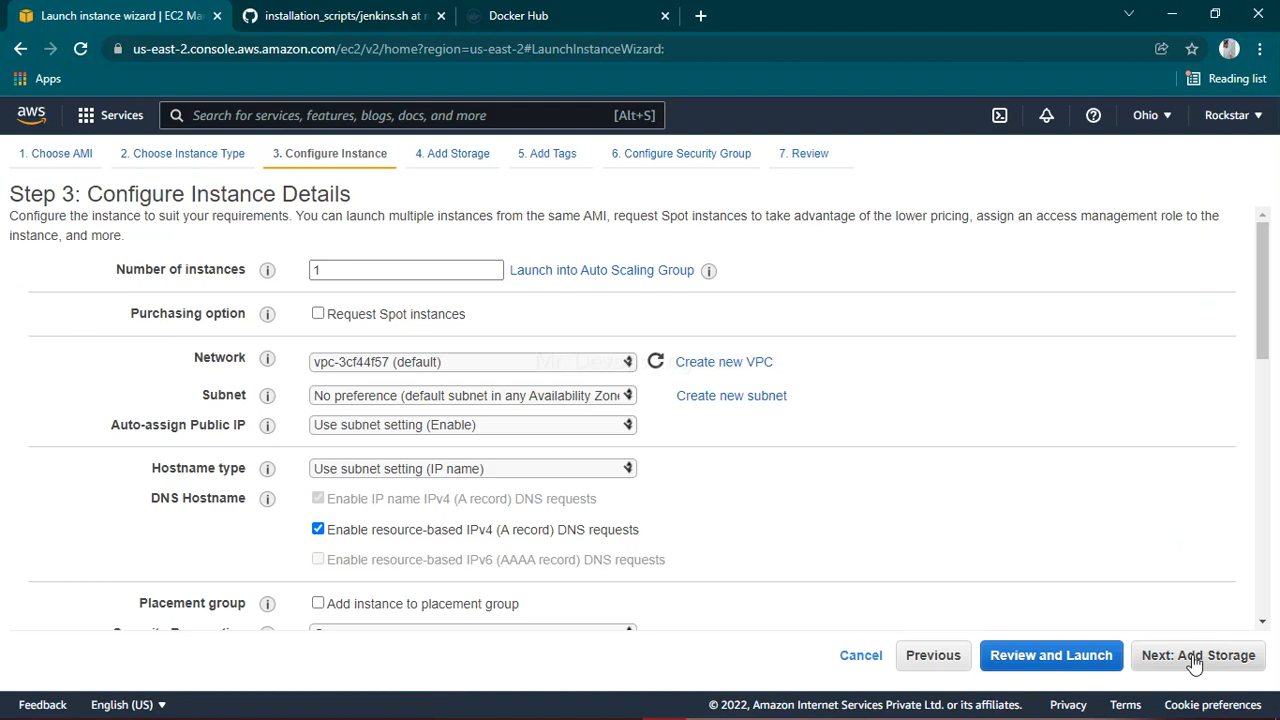 Launch instance wizard | EC2 Ma
installation_scripts/jenkins.sh at m
Docker Hub
us-east-2.console.aws.amazon.com/ec2/v2/home?region=us-east-2#LaunchInstanceWizard:
Apps
Reading list
aws
Services
Search for services, features, blogs, docs, and more
[Alt+S]
Ohio
Rockstar
1. Choose AMI
2. Choose Instance Type
3. Configure Instance
4. Add Storage
5. Add Tags
6. Configure Security Group
7. Review
Step 3: Configure Instance Details
Configure the instance to suit your requirements. You can launch multiple instances from the same AMI, request Spot instances to take advantage of the lower pricing, assign an access management role to the
instance, and more.
Number of instances
1
Launch into Auto Scaling Group
Purchasing option
Request Spot instances
Network
vpc-3cf44f57 (default)
Create new VPC
Subnet
No preference (default subnet in any Availability Zone
Create new subnet
Auto-assign Public IP
Use subnet setting (Enable)
Hostname type
Use subnet setting (IP name)
DNS Hostname
Enable IP name IPv4 (A record) DNS requests
Enable resource-based IPv4 (A record) DNS requests
Enable resource-based IPv6 (AAAA record) DNS requests
Placement group
Add instance to placement group
Cancel
Previous
Review and Launch
Next: Add Storage
Feedback
English (US)
© 2022, Amazon Internet Services Private Ltd. or its affiliates.
Privacy
Terms
Cookie preferences